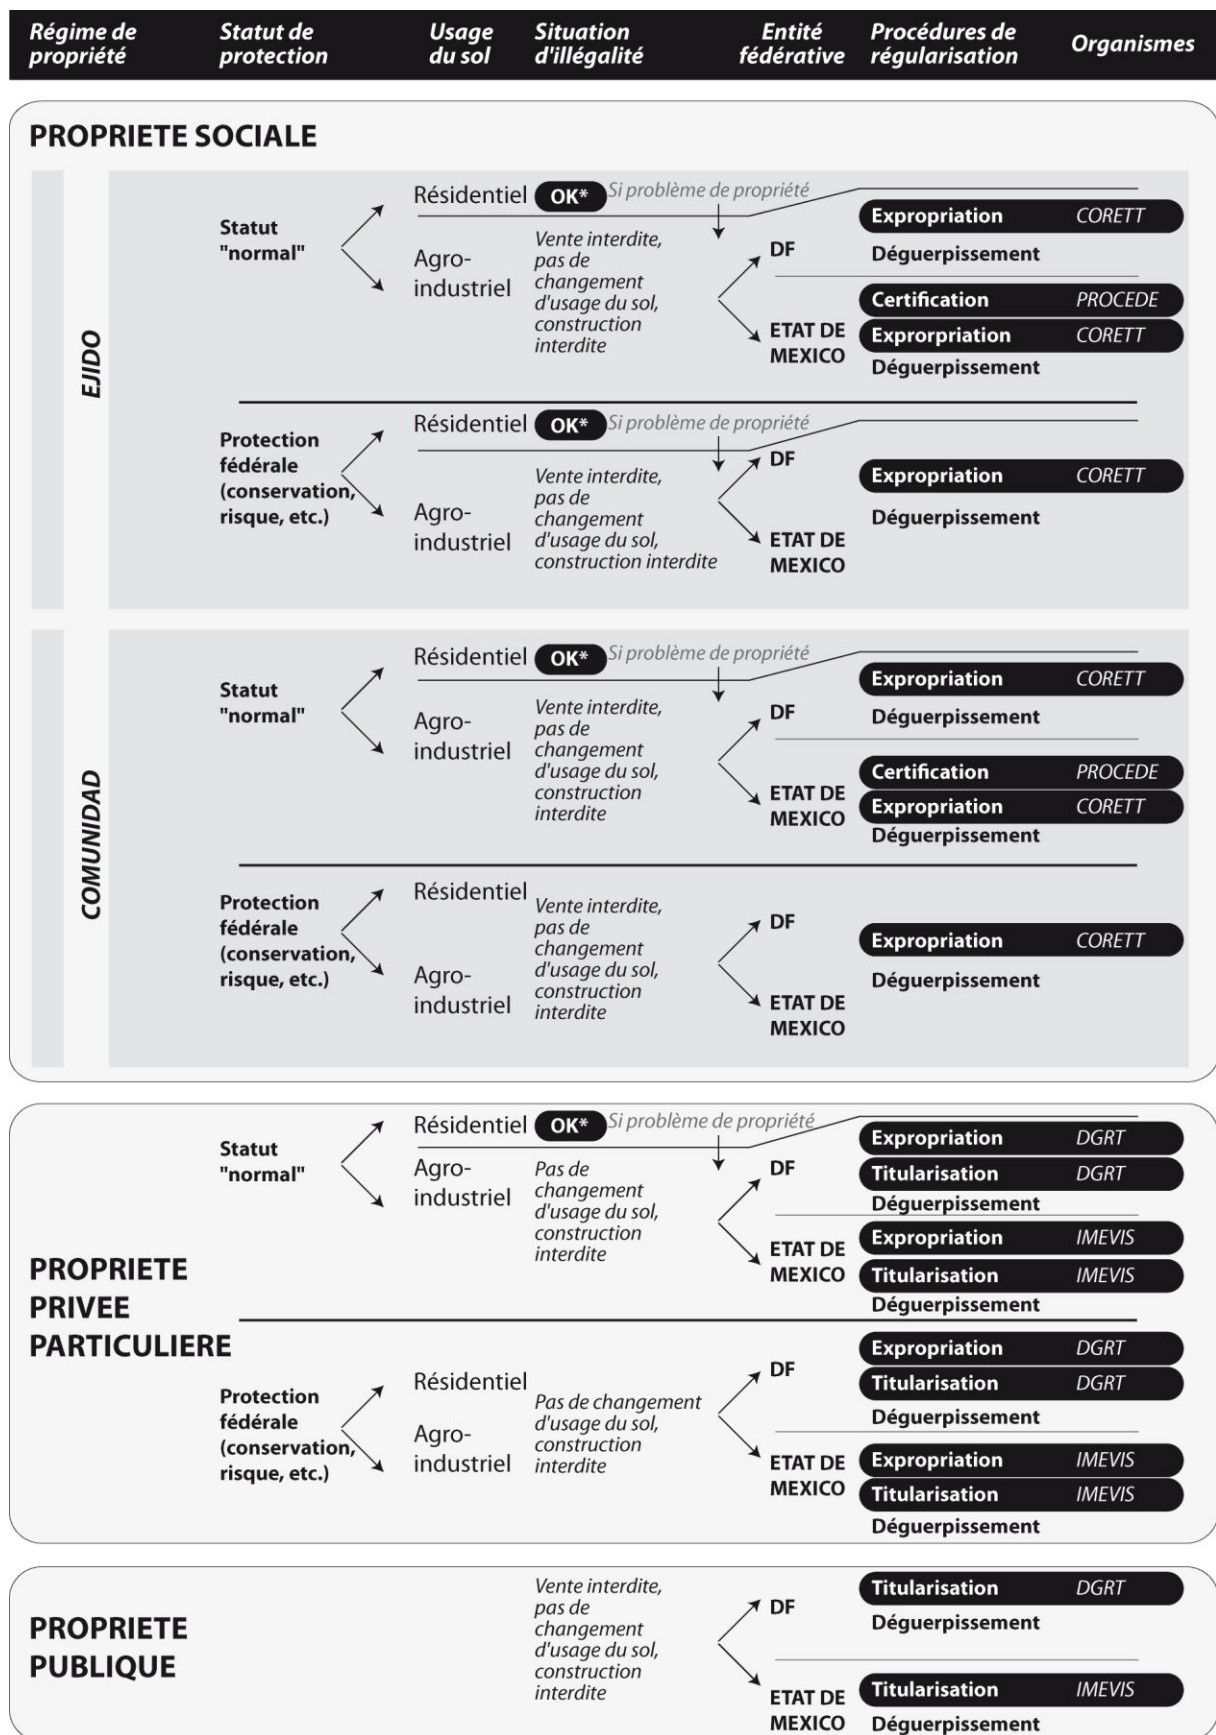 Régime de propriété
Statut de protection
Usage du sol
Situation d'illégalité
Entité fédérative
Procédures de régularisation
Organismes
PROPRIETE SOCIALE
EJIDO
Statut
"normal"
Résidentiel OK* Si problème de propriété
Agro-
industriel
Vente interdite,
pas de
changement
d'usage du sol,
construction
interdite
DF
Expropriation CORETT
Déguerpissement
ETAT DE
MEXICO
Certification PROCEDE
Exprorpriation CORETT
Déguerpissement
Protection
fédérale
(conservation,
risque, etc.)
Résidentiel OK* Si problème de propriété
Agro-
industriel
Vente interdite,
pas de
changement
d'usage du sol,
construction interdite
DF
ETAT DE
MEXICO
Expropriation CORETT
Déguerpissement
COMUNIDAD
Statut
"normal"
Résidentiel OK* Si problème de propriété
Agro-
industriel
Vente interdite,
pas de
changement
d'usage du sol,
construction
interdite
DF
Expropriation CORETT
Déguerpissement
ETAT DE
MEXICO
Certification PROCEDE
Expropriation CORETT
Déguerpissement
Protection
fédérale
(conservation,
risque, etc.)
Résidentiel
Agro-
industriel
Vente interdite,
pas de
changement
d'usage du sol,
construction
interdite
DF
ETAT DE
MEXICO
Expropriation CORETT
Déguerpissement
PROPRIETE
PRIVEE
PARTICULIERE
Statut
"normal"
Résidentiel OK* Si problème de propriété
Agro-
industriel
Pas de
changement
d'usage du sol,
construction
interdite
DF
Expropriation DGRT
Titularisation DGRT
Déguerpissement
ETAT DE
MEXICO
Expropriation IMEVIS
Titularisation IMEVIS
Déguerpissement
Protection
fédérale
(conservation,
risque, etc.)
Résidentiel
Agro-
industriel
Pas de changement
d'usage du sol,
construction
interdite
DF
Expropriation DGRT
Titularisation DGRT
Déguerpissement
ETAT DE
MEXICO
Expropriation IMEVIS
Titularisation IMEVIS
Déguerpissement
PROPRIETE
PUBLIQUE
Vente interdite,
pas de
changement
d'usage du sol,
construction
interdite
DF
Titularisation DGRT
Déguerpissement
ETAT DE
MEXICO
Titularisation IMEVIS
Déguerpissement